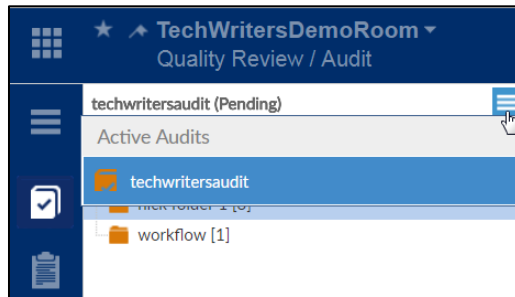 TechWritersDemoRoom
Quality Review / Audit
techwritersaudit (Pending)
Active Audits
techwritersaudit
workflow [1]